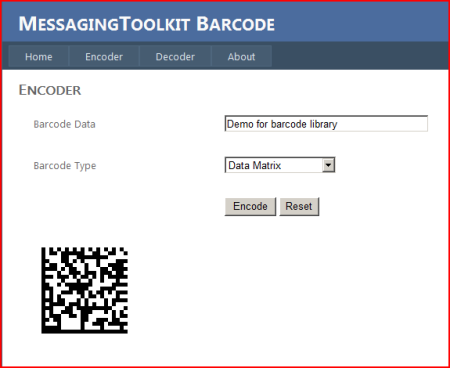 MessagingToolkit Barcode
Home Encoder Decoder About
Encoder
Barcode Data Demo for barcode library
Barcode Type Data Matrix
Encode Reset